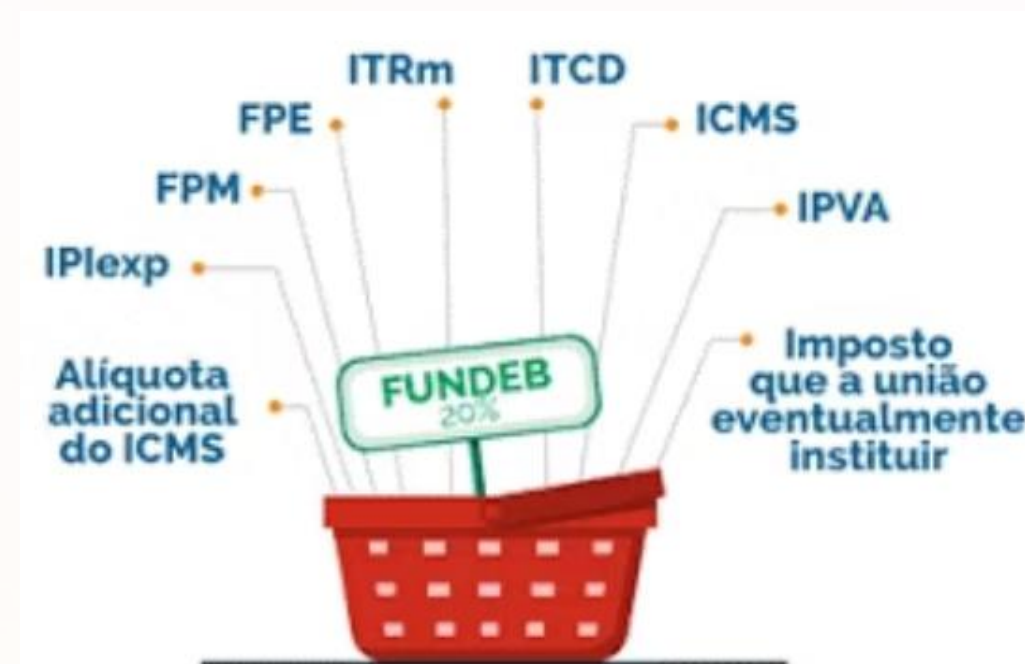 ITRm
ITCD
FPE
ICMS
FPM
IPVA
IPIexp
FUNDEB
20%
Alíquota
adicional
do ICMS
Imposto
que a união
eventualmente
instituir